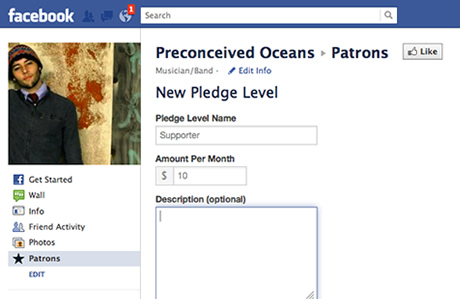 facebook
1
Search
Preconceived Oceans ▸ Patrons
Like
Musician/Band - Edit Info
New Pledge Level
Pledge Level Name
Supporter
Amount Per Month
$ 10
Description (optional)
Get Started
Wall
Info
Friend Activity
Photos
Patrons
EDIT